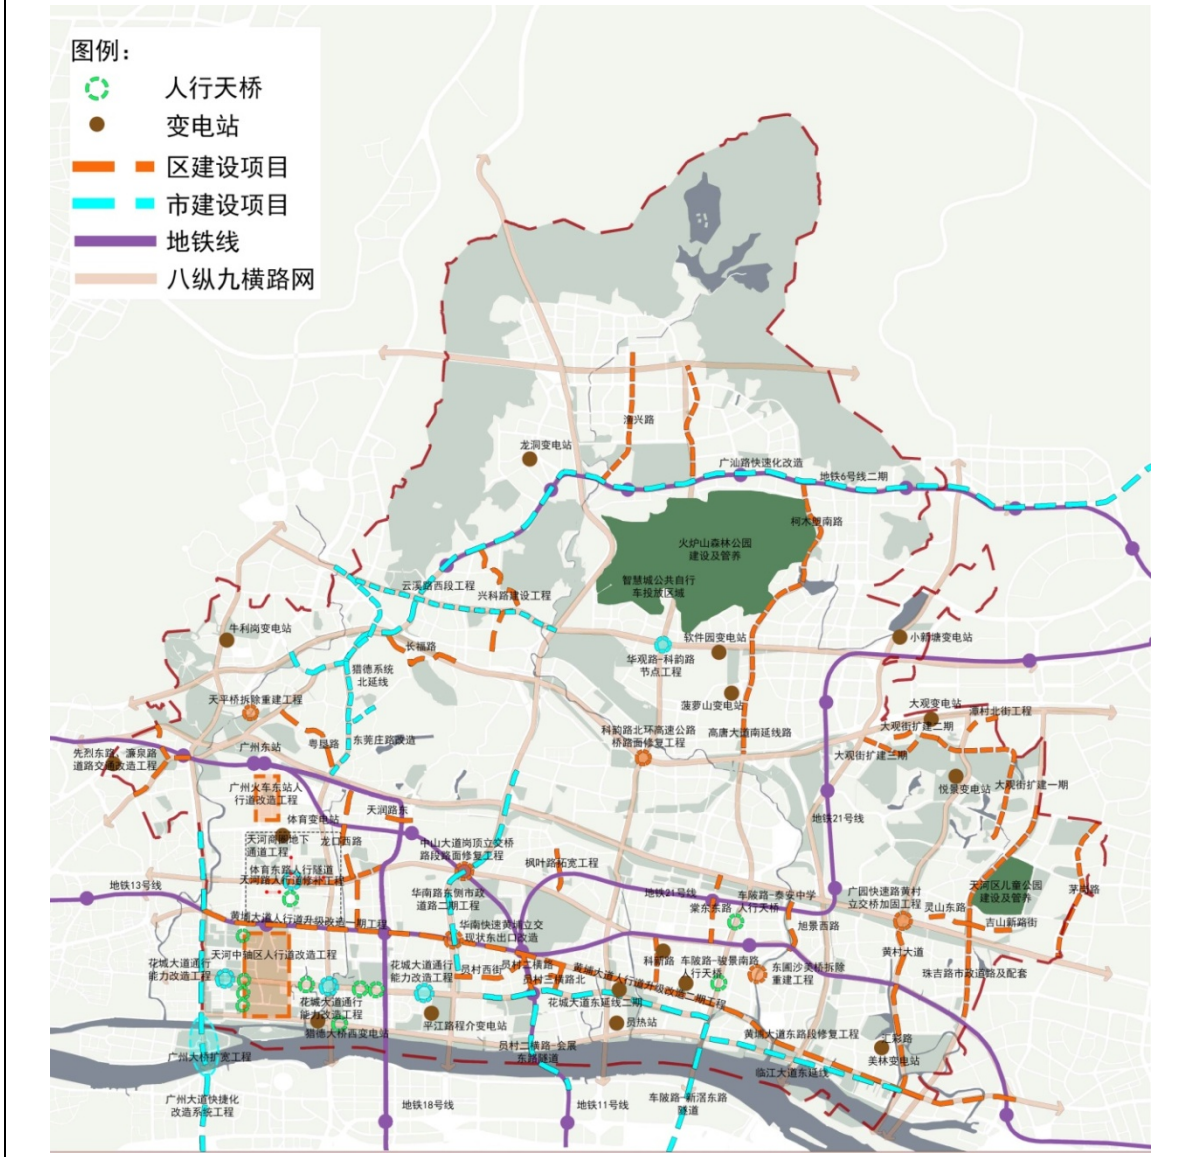 图例：
人行天桥
变电站
区建设项目
市建设项目
地铁线
八纵九横路网
渔兴路
龙洞变电站
广汕路快速化改造
地铁6号线二期
柯木塱南路
火炉山森林公园
建设及管养
智慧城公共自行
车投放区域
云溪路西段工程
兴科路建设工程
牛利岗变电站
长福路
软件园变电站
小新塘变电站
华观路-科韵路
节点工程
猎德系统
北延线
天平桥拆除重建工程
菠萝山变电站
大观变电站
潭村北街工程
大观街扩建二期
科韵路北环高速公路
桥路面修复工程
高唐大道南延线路
粤垦路
东莞庄路改造
广州东站
先烈东路、濂泉路
道路交通改造工程
大观街扩建三期
大观街扩建一期
悦景变电站
广州火车东站人
行道改造工程
天润路东
体育变电站
地铁21号线
天河商圈地下
通道工程
龙口西路
中山大道岗顶立交桥
路段路面修复工程
枫叶路拓宽工程
体育东路人行隧道
天河路人行道修补工程
地铁13号线
华南路东侧市政
道路二期工程
地铁21号线
车陂路-泰安中学
人行天桥
棠东东路
广园快速路黄村
立交桥加固工程
天河区儿童公园
建设及管养
茅岗路
灵山东路
吉山新路街
黄埔大道人行道升级改造一期工程
华南快速黄埔立交
现状东出口改造
旭景西路
黄村大道
天河中轴区人行道改造工程
花城大道通行
能力改造工程
花城大道通行
能力改造工程
员村西街
员村二横路
员村三横路北
科新路
车陂路-骏景南路
人行天桥
东圃沙美桥拆除
重建工程
珠吉路市政道路及配套
黄埔大道人行道升级改造二期工程
花城大道通行
能力改造工程
花城大道东延线二期
猎德大桥西变电站
平江路程介变电站
员热站
黄埔大道东路段修复工程
汇彩路
美林变电站
员村二横路-会展
东路隧道
广州大桥扩宽工程
临江大道东延线
广州大道快捷化
改造系统工程
地铁18号线
地铁11号线
车陂路-新滘东路
隧道